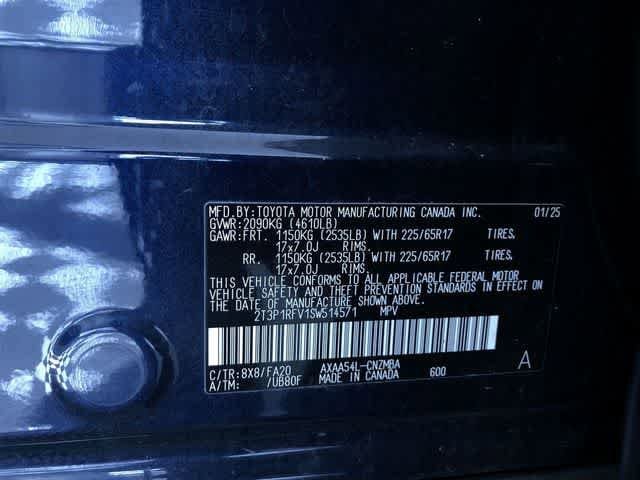 MFD.BY:TOYOTA MOTOR MANUFACTURING CANADA INC. 01/25
GVWR:2090KG (4610LB)
GAWR:FRT. 1150KG (2535LB) WITH 225/65R17 TIRES.
17x7.0J RIMS.
RR. 1150KG (2535LB) WITH 225/65R17 TIRES.
17x7.0J RIMS.
THIS VEHICLE CONFORMS TO ALL APPLICABLE FEDERAL MOTOR
VEHICLE SAFETY AND THEFT PREVENTION STANDARDS IN EFFECT ON
THE DATE OF MANUFACTURE SHOWN ABOVE.
2T3P1RFV1SW514571 MPV
C/TR:8X8/FA20 AXAA54L-CNZMBA 600 A
A/TM: /UB80F MADE IN CANADA